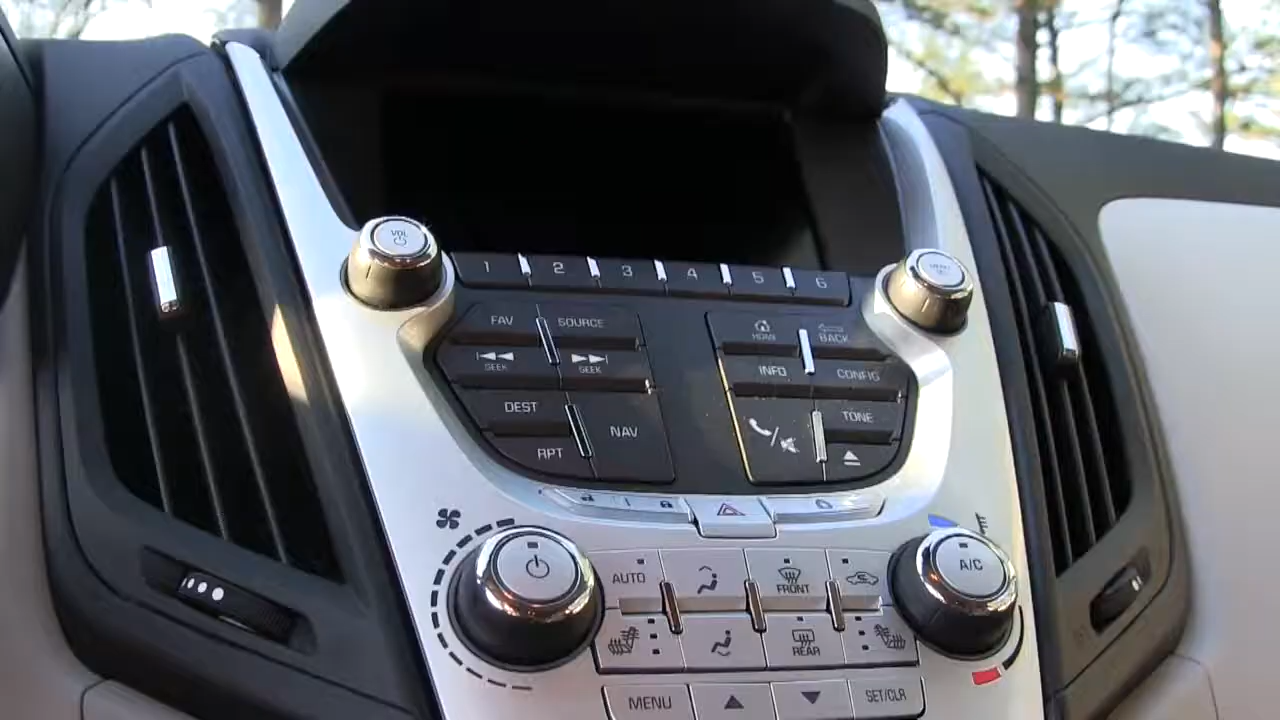 VOL
MENU
1 2 3 4 5 6
FAV SOURCE
HOME BACK
SEEK SEEK
INFO CONFIG
DEST NAV
TONE
RPT
A/C
AUTO
FRONT
REAR
MENU SET/CLR